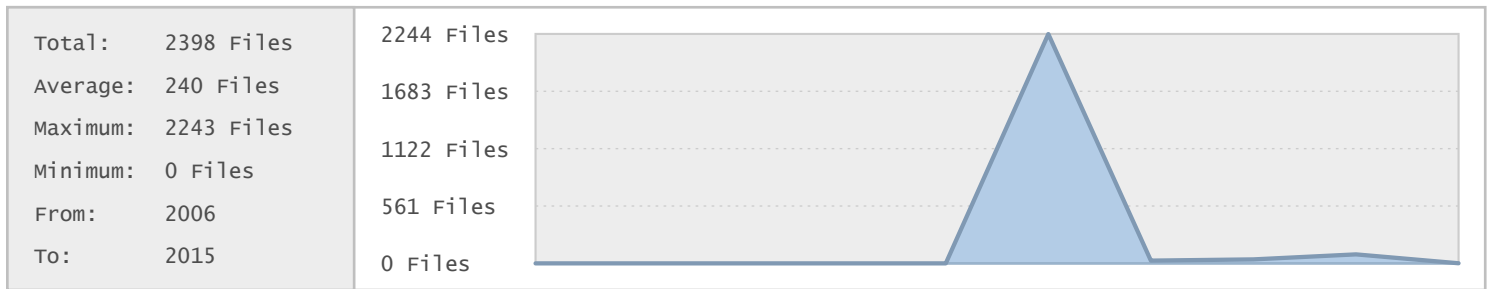 Total: 2398 Files
Average: 240 Files
Maximum: 2243 Files
Minimum: 0 Files
From: 2006
To: 2015
2244 Files
1683 Files
1122 Files
561 Files
0 Files